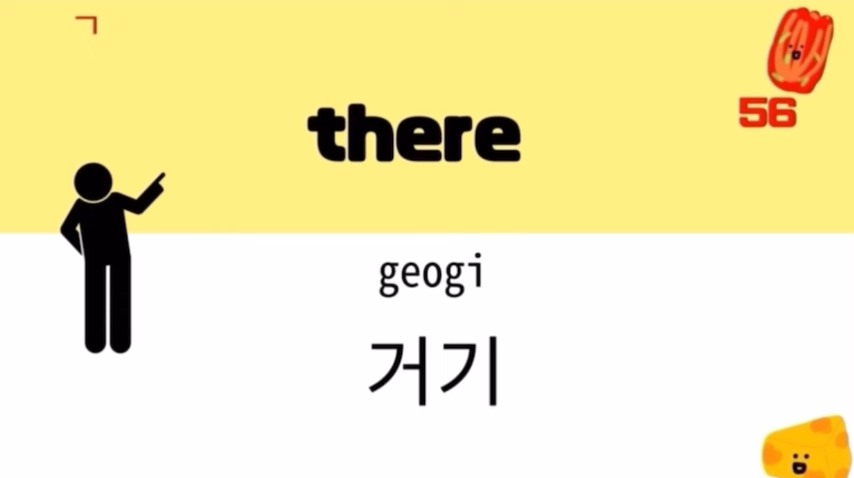 ㄱ
56
there
geogi
거기